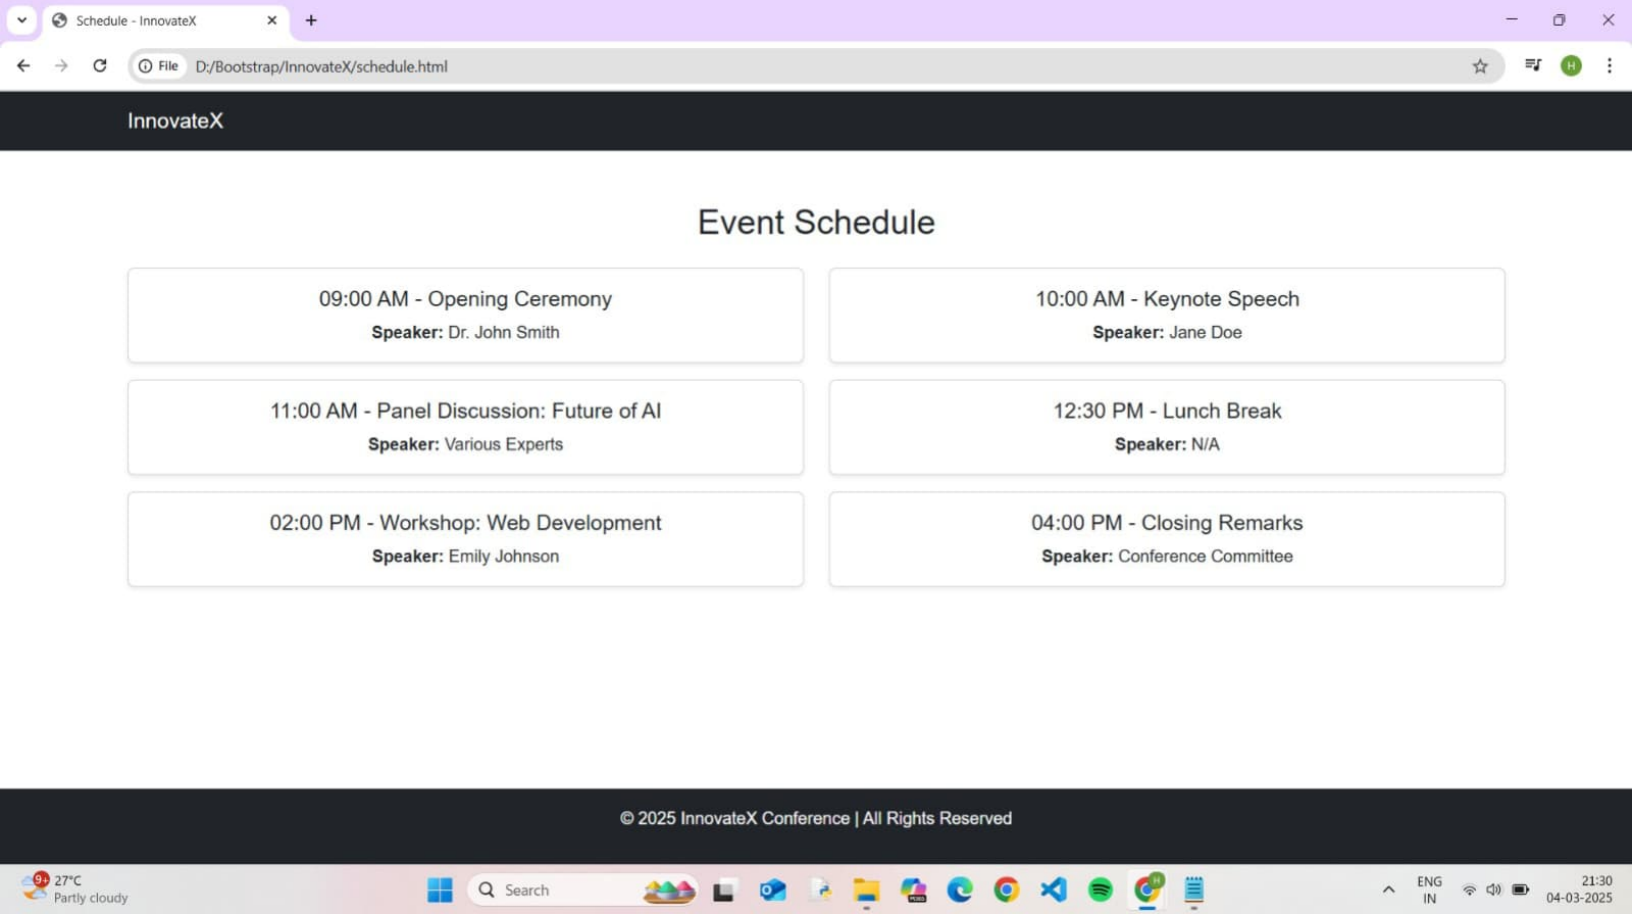 Schedule - InnovateX
File D:/Bootstrap/InnovateX/schedule.html
H
InnovateX
Event Schedule
09:00 AM - Opening Ceremony
Speaker: Dr. John Smith
10:00 AM - Keynote Speech
Speaker: Jane Doe
11:00 AM - Panel Discussion: Future of AI
Speaker: Various Experts
12:30 PM - Lunch Break
Speaker: N/A
02:00 PM - Workshop: Web Development
Speaker: Emily Johnson
04:00 PM - Closing Remarks
Speaker: Conference Committee
© 2025 InnovateX Conference | All Rights Reserved
9+
27°C
Partly cloudy
Search
H
ENG
IN
21:30
04-03-2025